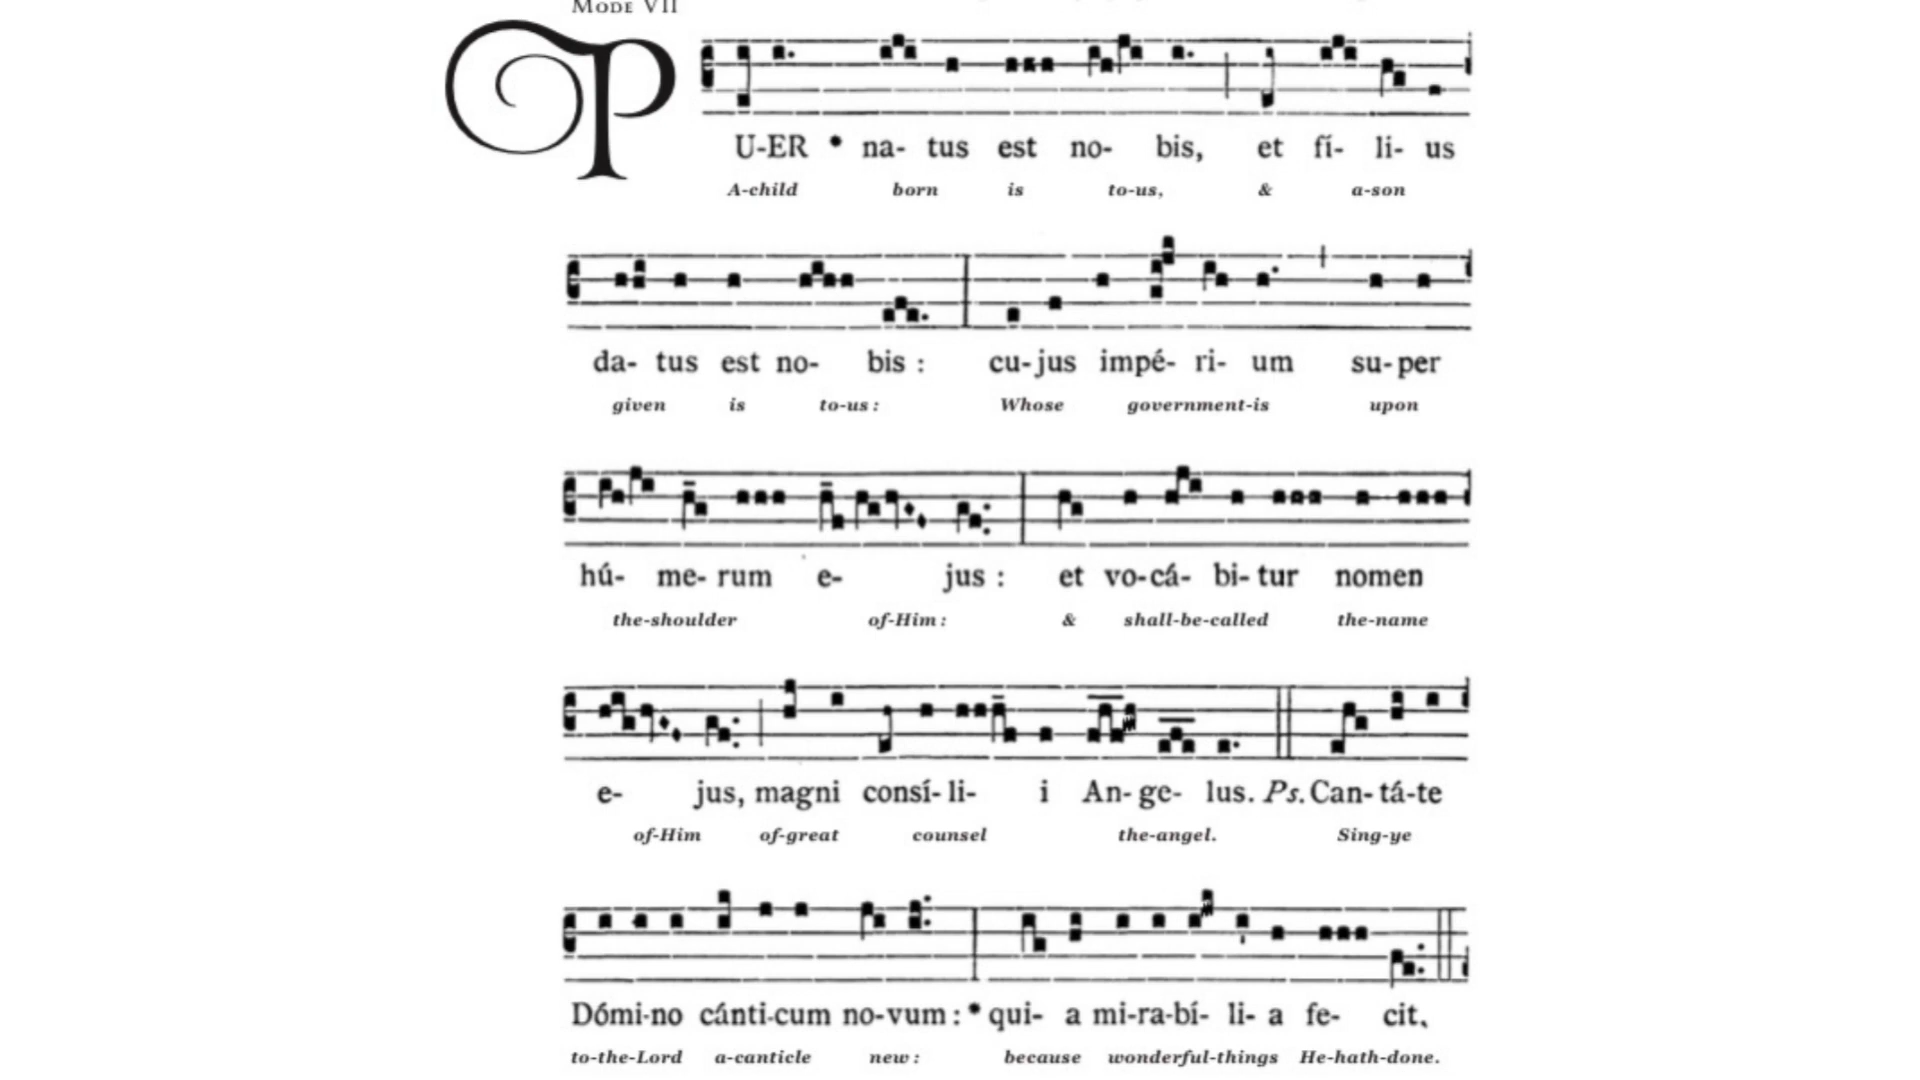 MODE VII
PU-ER * na- tus est no- bis, et fí- li- us
A-child born is to-us, & a-son
da- tus est no- bis : cu-jus impé- ri- um su-per
given is to-us : Whose government-is upon
hú- me- rum e- jus : et vo-cá- bi-tur nomen
the-shoulder of-Him : & shall-be-called the-name
e- jus, magni consí-li- i An-ge- lus. Ps. Can-tá-te
of-Him of-great counsel the-angel. Sing-ye
Dómi-no cánti-cum no-vum : * qui- a mi-ra-bí- li- a fe- cit.
to-the-Lord a-canticle new : because wonderful-things He-hath-done.